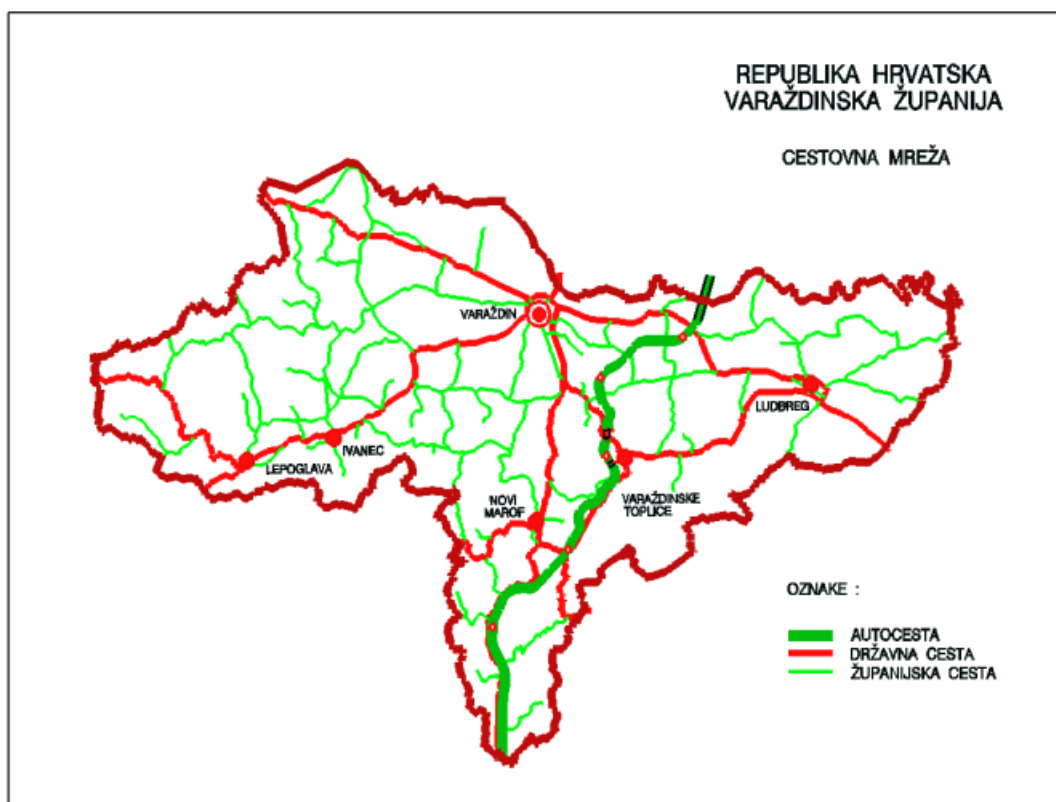 REPUBLIKA HRVATSKA
VARAŽDINSKA ŽUPANIJA
CESTOVNA MREŽA
VARAŽDIN
LUDBREG
IVANEC
LEPOGLAVA
NOVI
MAROF
VARAŽDINSKE
TOPLICE
OZNAKE :
AUTOCESTA
DRŽAVNA CESTA
ŽUPANIJSKA CESTA